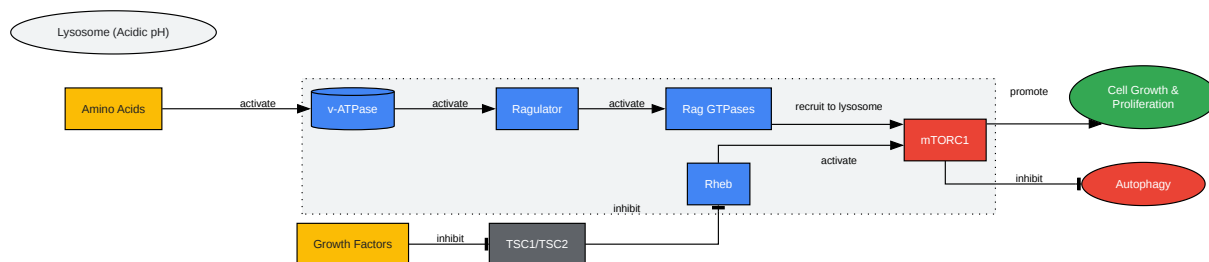 Lysosome (Acidic pH)
Amino Acids
activate
v-ATPase
activate
Ragulator
activate
Rag GTPases
recruit to lysosome
promote
Cell Growth &
Proliferation
mTORC1
activate
Rheb
inhibit
Autophagy
inhibit
Growth Factors
inhibit
TSC1/TSC2